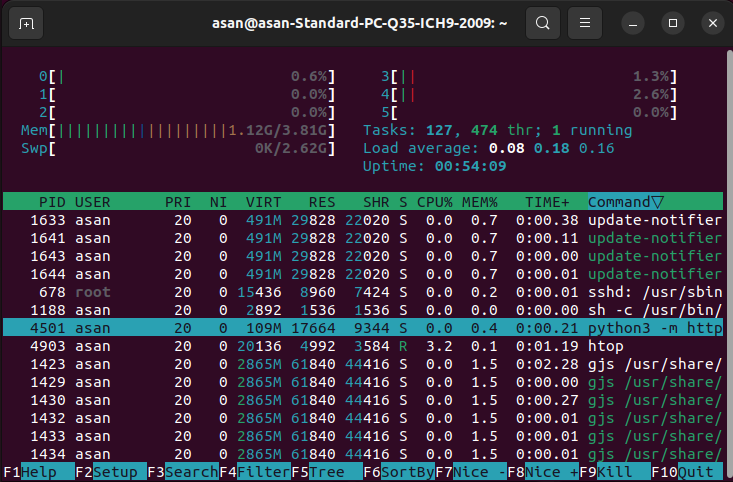 asan@asan-Standard-PC-Q35-ICH9-2009: ~
0[| 0.6%] 3[|| 1.3%]
1[ 0.0%] 4[|| 2.6%]
2[ 0.0%] 5[ 0.0%]
Mem[|||||||||||||||||||1.12G/3.81G] Tasks: 127, 474 thr; 1 running
Swp[ 0K/2.62G] Load average: 0.08 0.18 0.16
Uptime: 00:54:09
PID USER PRI NI VIRT RES SHR S CPU% MEM% TIME+ Command▽
1633 asan 20 0 491M 29828 22020 S 0.0 0.7 0:00.38 update-notifier
1641 asan 20 0 491M 29828 22020 S 0.0 0.7 0:00.11 update-notifier
1643 asan 20 0 491M 29828 22020 S 0.0 0.7 0:00.00 update-notifier
1644 asan 20 0 491M 29828 22020 S 0.0 0.7 0:00.01 update-notifier
678 root 20 0 15436 8960 7424 S 0.0 0.2 0:00.01 sshd: /usr/sbin
1188 asan 20 0 2892 1536 1536 S 0.0 0.0 0:00.00 sh -c /usr/bin/
4501 asan 20 0 109M 17664 9344 S 0.0 0.4 0:00.21 python3 -m http
4903 asan 20 0 20136 4992 3584 R 3.2 0.1 0:01.19 htop
1423 asan 20 0 2865M 61840 44416 S 0.0 1.5 0:02.28 gjs /usr/share/
1429 asan 20 0 2865M 61840 44416 S 0.0 1.5 0:00.00 gjs /usr/share/
1430 asan 20 0 2865M 61840 44416 S 0.0 1.5 0:00.27 gjs /usr/share/
1432 asan 20 0 2865M 61840 44416 S 0.0 1.5 0:00.01 gjs /usr/share/
1433 asan 20 0 2865M 61840 44416 S 0.0 1.5 0:00.01 gjs /usr/share/
1434 asan 20 0 2865M 61840 44416 S 0.0 1.5 0:00.01 gjs /usr/share/
F1Help F2Setup F3SearchF4FilterF5Tree F6SortByF7Nice -F8Nice +F9Kill F10Quit